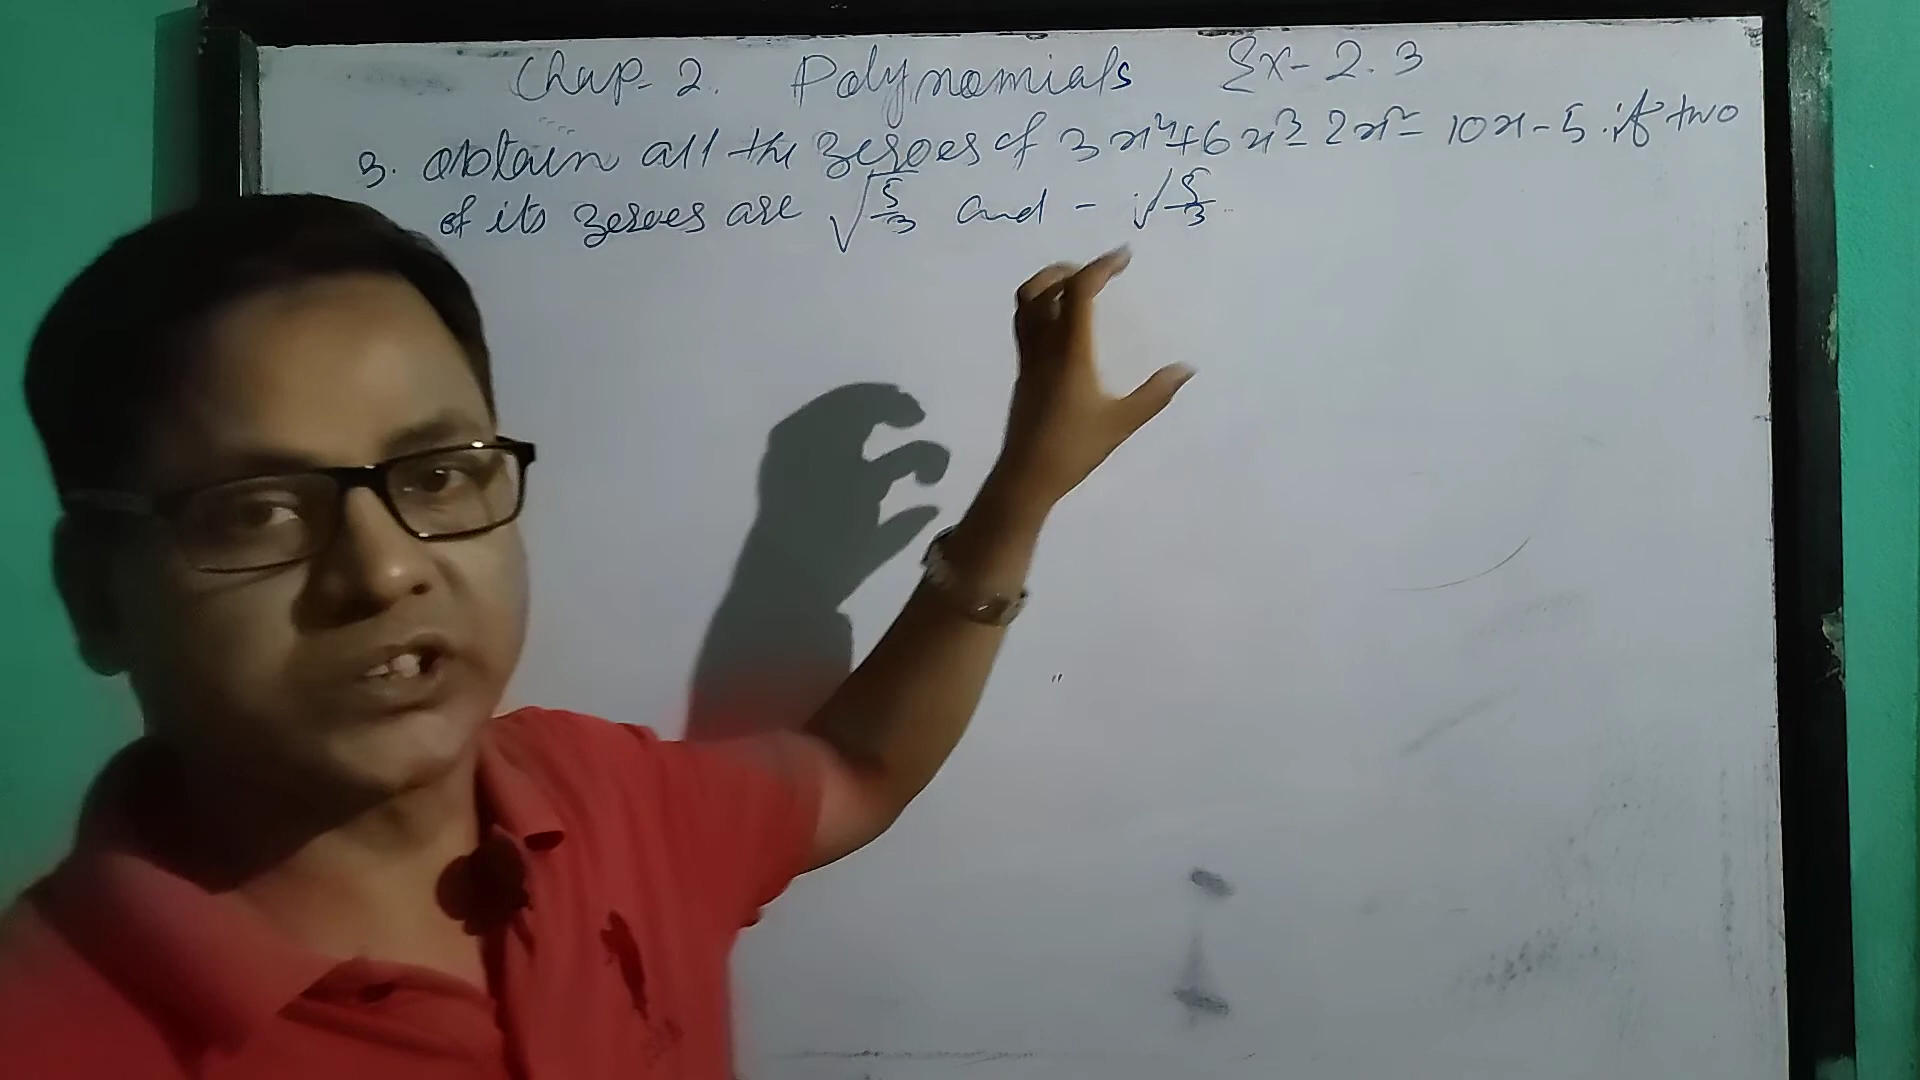 Chap- 2. Polynomials Ex- 2.3
3. obtain all the zeroes of 3x⁴+6x³-2x²-10x-5. if two
of its zeroes are √5/3 and - √5/3